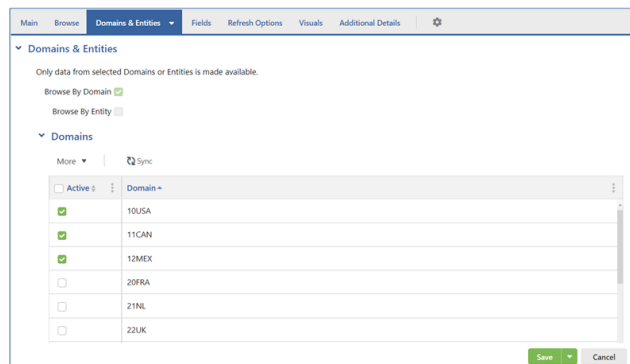 Main Browse Domains & Entities Fields Refresh Options Visuals Additional Details
Domains & Entities
Only data from selected Domains or Entities is made available.
Browse By Domain
Browse By Entity
Domains
More Sync
Active Domain
10USA
11CAN
12MEX
20FRA
21NL
22UK
Save Cancel